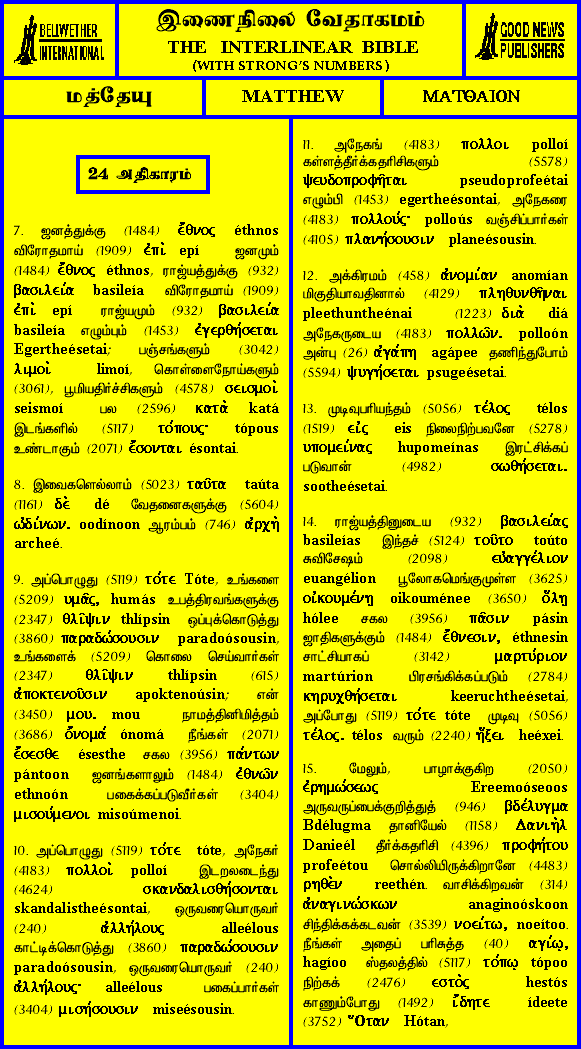 BELLWETHER
INTERNATIONAL
இணைநிலை வேதாகமம்
THE INTERLINEAR BIBLE
(WITH STRONG'S NUMBERS)
GOOD NEWS
PUBLISHERS
மத்தேயு
MATTHEW
ΜΑΤΘΑΙΟΝ
24 அதிகாரம்
7. ஜனத்துக்கு (1484) ἔθνος éthnos
விரோதமாய் (1909) ἐπὶ epí ஜனமும்
(1484) ἔθνος éthnos, ராஜ்யத்துக்கு (932)
βασιλεία basileía விரோதமாய் (1909)
ἐπὶ epí ராஜ்யமும் (932) βασιλεία
basileía எழும்பும் (1453) ἐγερθήσεται
Egertheésetai; பஞ்சங்களும் (3042)
λιμοὶ limoí, கொள்ளைநோய்களும்
(3061), பூமியதிர்ச்சிகளும் (4578) σεισμοὶ
seismoí பல (2596) κατὰ katá
இடங்களில் (5117) τόπους· tópous
உண்டாகும் (2071) ἔσονται ésontai.
8. இவைகளெல்லாம் (5023) ταῦτα taúta
(1161) δὲ dé வேதனைகளுக்கு (5604)
ὠδίνων. oodínoon ஆரம்பம் (746) ἀρχὴ
archeé.
9. அப்பொழுது (5119) τότε Tóte, உங்களை
(5209) υμᾶς, humás உபத்திரவங்களுக்கு
(2347) θλῖψιν thlípsin ஒப்புக்கொடுத்து
(3860) παραδώσουσιν paradoósousin,
உங்களைக் (5209) கொலை செய்வார்கள்
(2347) θλῖψιν thlípsin (615)
ἀποκτενοῦσιν apoktenoúsin; என்
(3450) μου. mou நாமத்தினிமித்தம்
(3686) ὄνομά ónomá நீங்கள் (2071)
ἔσεσθε ésesthe சகல (3956) πάντων
pántoon ஜனங்களாலும் (1484) ἐθνῶν
ethnoón பகைக்கப்படுவீர்கள் (3404)
μισούμενοι misoúmenoi.
10. அப்பொழுது (5119) τότε tóte, அநேகர்
(4183) πολλοὶ polloí இடறலடைந்து
(4624) σκανδαλισθήσονται
skandalistheésontai, ஒருவரையொருவர்
(240) ἀλλήλους alleélous
காட்டிக்கொடுத்து (3860) παραδώσουσιν
paradoósousin, ஒருவரையொருவர் (240)
ἀλλήλους· alleélous பகைப்பார்கள்
(3404) μισήσουσιν miseésousin.
11. அநேகங் (4183) πολλοι polloí
கள்ளத்தீர்க்கதரிசிகளும் (5578)
ψευδοπροφῆται pseudoprofeétai
எழும்பி (1453) egertheésontai, அநேகரை
(4183) πολλούς· polloús வஞ்சிப்பார்கள்
(4105) πλανήσουσιν planeésousin.
12. அக்கிரமம் (458) ἀνομίαν anomían
மிகுதியாவதினால் (4129) πληθυνθῆναι
pleethuntheénai (1223) διὰ diá
அநேகருடைய (4183) πολλῶν. polloón
அன்பு (26) ἀγάπη agápee தணிந்துபோம்
(5594) ψυγήσεται psugeésetai.
13. முடிவுபரியந்தம் (5056) τέλος télos
(1519) εἰς eis நிலைநிற்பவனே (5278)
υπομείνας hupomeínas இரட்சிக்கப்
படுவான் (4982) σωθήσεται.
sootheésetai.
14. ராஜ்யத்தினுடைய (932) βασιλείας
basileías இந்தச் (5124) τοῦτο toúto
சுவிசேஷம் (2098) εὐαγγέλιον
euangélion பூலோகமெங்குமுள்ள (3625)
οἰκουμένῃ oikouménee (3650) ὅλῃ
hólee சகல (3956) πᾶσιν pásin
ஜாதிகளுக்கும் (1484) ἔθνεσιν, éthnesin
சாட்சியாகப் (3142) μαρτύριον
martúrion பிரசங்கிக்கப்படும் (2784)
κηρυχθήσεται keeruchtheésetai,
அப்போது (5119) τότε tóte முடிவு (5056)
τέλος. télos வரும் (2240) ἥξει heéxei.
15. மேலும், பாழாக்குகிற (2050)
ἐρημώσεως Ereemoóseoos
அருவருப்பைக்குறித்துத் (946) βδέλυγμα
Bdélugma தானியேல் (1158) Δανιὴλ
Danieél தீர்க்கதரிசி (4396) προφήτου
profeétou சொல்லியிருக்கிறானே (4483)
ρηθὲν reethén. வாசிக்கிறவன் (314)
ἀναγινώσκων anaginoóskoon
சிந்திக்கக்கடவன் (3539) νοείτω, noeítoo.
நீங்கள் அதைப் பரிசுத்த (40) αγίῳ,
hagíoo ஸ்தலத்தில் (5117) τόπῳ tópoo
நிற்கக் (2476) εστὸς hestós
காணும்போது (1492) ἴδητε ídeete
(3752) Ὅταν Hótan,